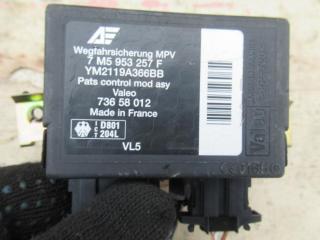 Wegfahrsicherung MPV
7 M5 953 257 F
YM2119A366BB
Pats control mod asy
Valeo
736 58 012
Made in France
D801
204L
VL5
Valeo